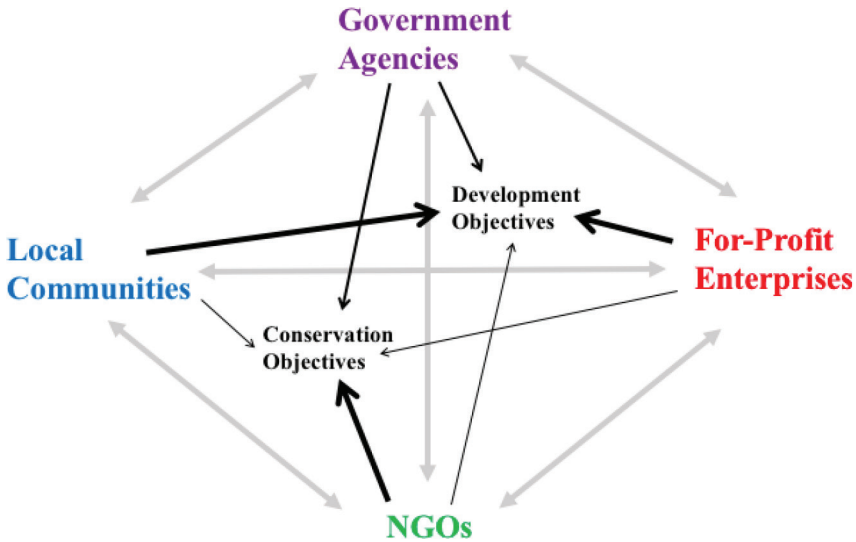 Government
Agencies
Development
Objectives
Local
Communities
For-Profit
Enterprises
Conservation
Objectives
NGOs